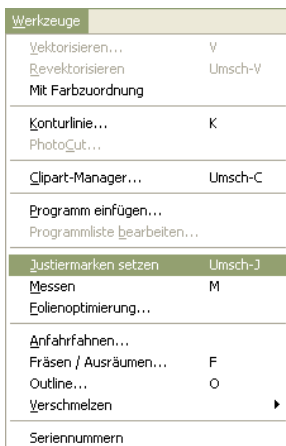 Werkzeuge
Vektorisieren... V
Revektorisieren Umsch-V
Mit Farbzuordnung
Konturlinie... K
PhotoCut...
Clipart-Manager... Umsch-C
Programm einfügen...
Programmliste bearbeiten...
Justiermarken setzen Umsch-J
Messen M
Folienoptimierung...
Anfahrfahnen...
Fräsen / Ausräumen... F
Outline... O
Verschmelzen
Seriennummern